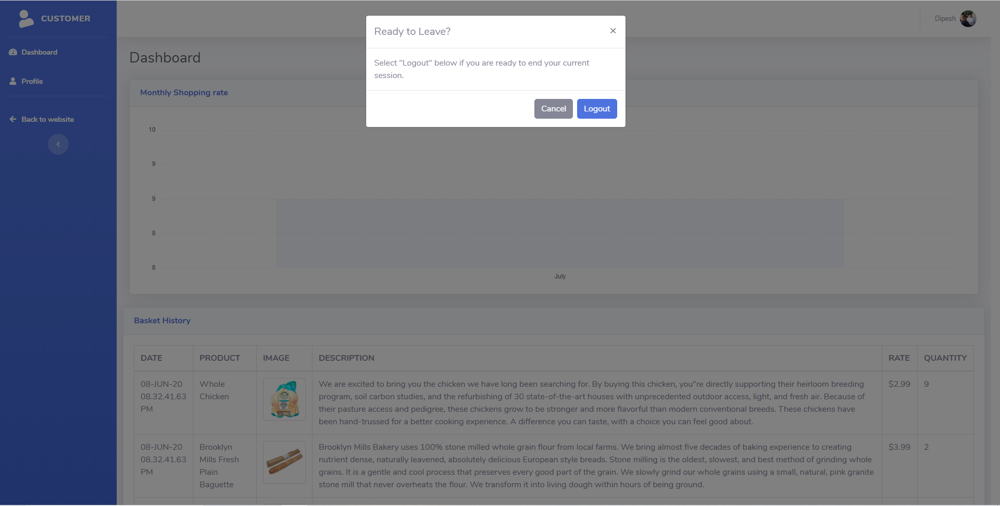 CUSTOMER
Dashboard
Profile
Back to website
Dipesh
Ready to Leave?
×
Select "Logout" below if you are ready to end your current
session.
Cancel
Logout
Dashboard
Monthly Shopping rate
10
9
9
8
8
July
Basket History
DATE PRODUCT IMAGE DESCRIPTION RATE QUANTITY
08-JUN-20
08.32.41.63
PM
Whole
Chicken
We are excited to bring you the chicken we have long been searching for. By buying this chicken, you"re directly supporting their heirloom breeding
program, soil carbon studies, and the refurbishing of 30 state-of-the-art houses with unprecedented outdoor access, light, and fresh air. Because of
their pasture access and pedigree, these chickens grow to be stronger and more flavorful than modern conventional breeds. These chickens have
been hand-trussed for a better cooking experience. A difference you can taste, with a choice you can feel good about.
$2.99
9
08-JUN-20
08.32.41.63
PM
Brooklyn
Mills Fresh
Plain
Baguette
Brooklyn Mills Bakery uses 100% stone milled whole grain flour from local farms. We bring almost five decades of baking experience to creating
nutrient dense, naturally leavened, absolutely delicious European style breads. Stone milling is the oldest, slowest, and best method of grinding whole
grains. It is a gentle and cool process that preserves every good part of the grain. We slowly grind our whole grains using a small, natural, pink granite
stone mill that never overheats the flour. We transform it into living dough within hours of being ground.
$3.99
2